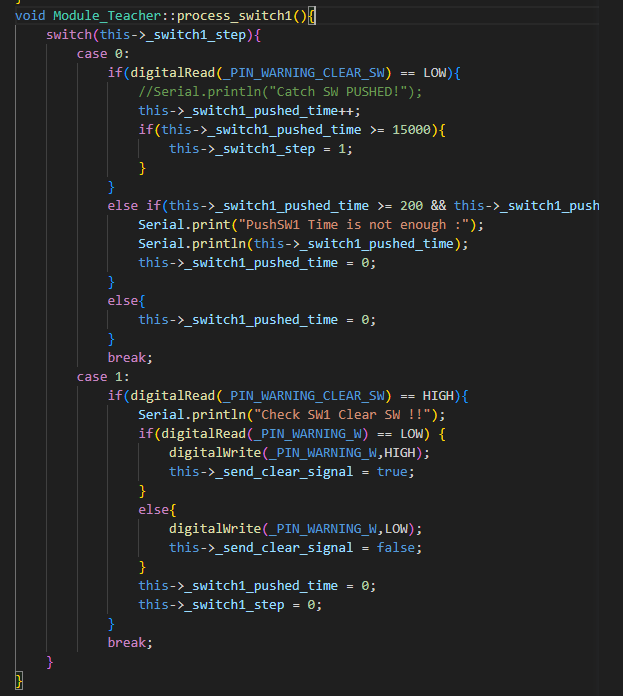 }
void Module_Teacher::process_switch1(){
switch(this->_switch1_step){
case 0:
if(digitalRead(_PIN_WARNING_CLEAR_SW) == LOW){
//Serial.println("Catch SW PUSHED!");
this->_switch1_pushed_time++;
if(this->_switch1_pushed_time >= 15000){
this->_switch1_step = 1;
}
}
else if(this->_switch1_pushed_time >= 200 && this->_switch1_push
Serial.print("PushSW1 Time is not enough :");
Serial.println(this->_switch1_pushed_time);
this->_switch1_pushed_time = 0;
}
else{
this->_switch1_pushed_time = 0;
}
break;
case 1:
if(digitalRead(_PIN_WARNING_CLEAR_SW) == HIGH){
Serial.println("Check SW1 Clear SW !!");
if(digitalRead(_PIN_WARNING_W) == LOW) {
digitalWrite(_PIN_WARNING_W,HIGH);
this->_send_clear_signal = true;
}
else{
digitalWrite(_PIN_WARNING_W,LOW);
this->_send_clear_signal = false;
}
this->_switch1_pushed_time = 0;
this->_switch1_step = 0;
}
break;
}
}